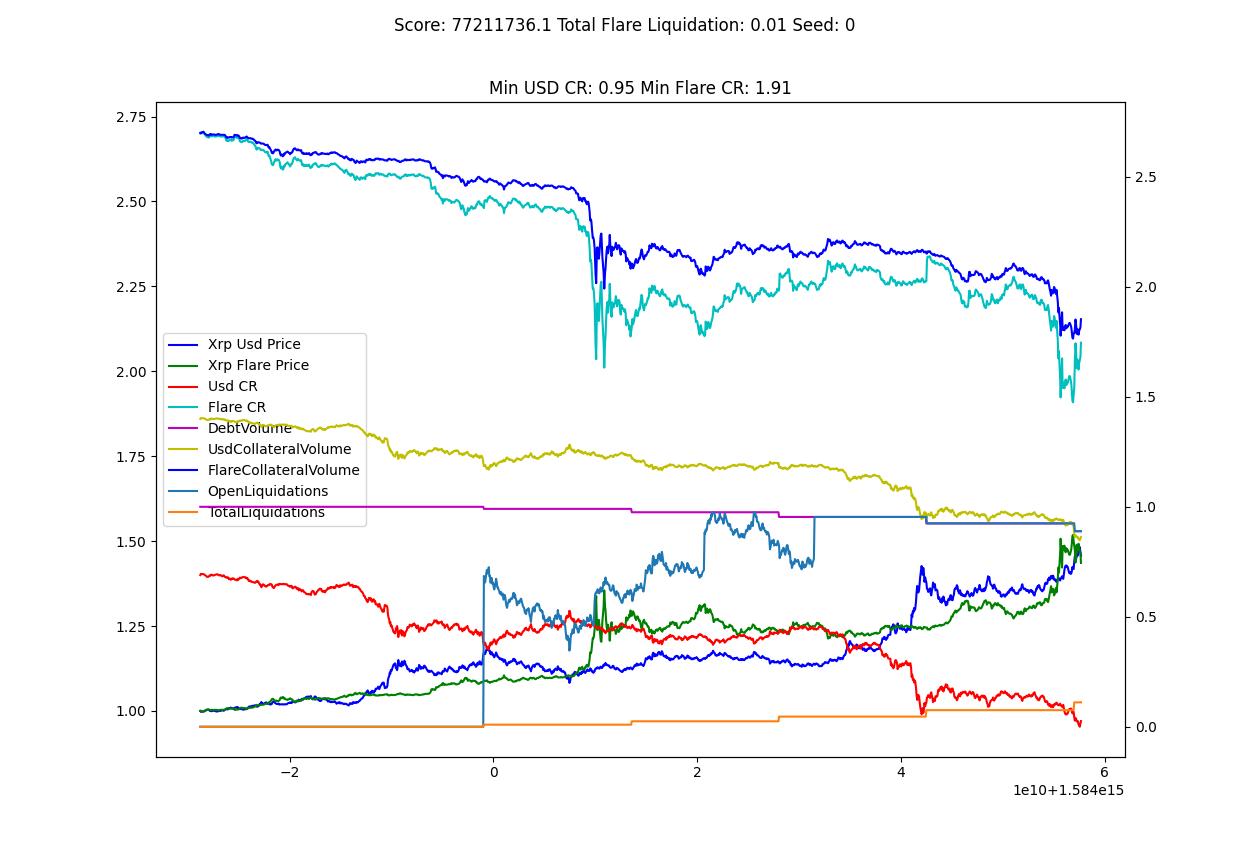 Score: 77211736.1 Total Flare Liquidation: 0.01 Seed: 0
Min USD CR: 0.95 Min Flare CR: 1.91
2.75
2.50
2.25
2.00
1.75
1.50
1.25
1.00
2.5
2.0
1.5
1.0
0.5
0.0
Xrp Usd Price
Xrp Flare Price
Usd CR
Flare CR
DebtVolume
UsdCollateralVolume
FlareCollateralVolume
OpenLiquidations
TotalLiquidations
−2 0 2 4 6
1e10+1.584e15